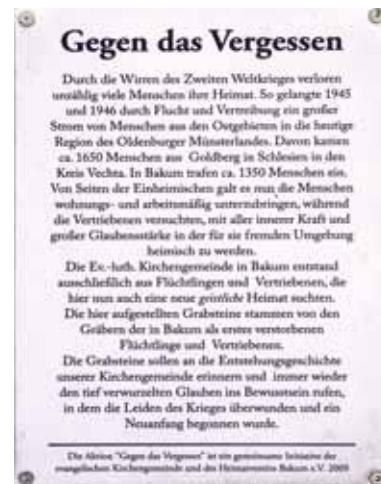 Gegen das Vergessen
Durch die Wirren des Zweiten Weltkrieges verloren
unzählig viele Menschen ihre Heimat. So gelangte 1945
und 1946 durch Flucht und Vertreibung ein großer
Strom von Menschen aus den Ostgebieten in die heutige
Region des Oldenburger Münsterlandes. Davon kamen
ca. 1650 Menschen aus Goldberg in Schlesien in den
Kreis Vechta. In Bakum trafen ca. 1350 Menschen ein.
Von Seiten der Einheimischen galt es nun die Menschen
wohnungs- und arbeitsmäßig unterzubringen, während
die Vertriebenen versuchten, mit aller innerer Kraft und
großer Glaubensstärke in der für sie fremden Umgebung
heimisch zu werden.
Die Ev.-luth. Kirchengemeinde in Bakum entstand
ausschließlich aus Flüchtlingen und Vertriebenen, die
hier nun auch eine neue geistliche Heimat suchten.
Die hier aufgestellten Grabsteine stammen von den
Gräbern der in Bakum als erstes verstorbenen
Flüchtlinge und Vertriebenen.
Die Grabsteine sollen an die Entstehungsgeschichte
unserer Kirchengemeinde erinnern und immer wieder
den tief verwurzelten Glauben ins Bewusstsein rufen,
in dem die Leiden des Krieges überwunden und ein
Neuanfang begonnen wurde.
Die Aktion "Gegen das Vergessen" ist ein gemeinsame Initiative der
evangelischen Kirchengemeinde und des Heimatvereins Bakum e.V. 2009